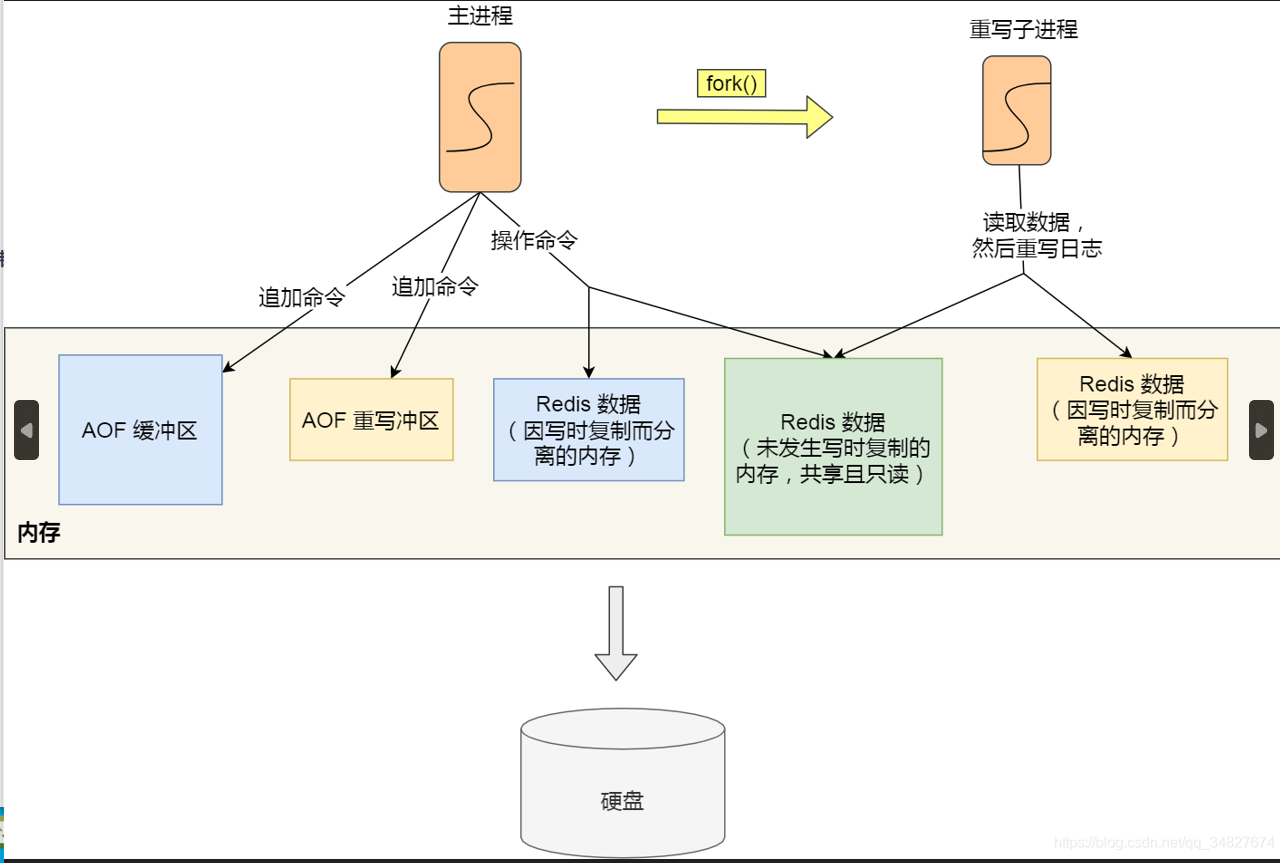 主进程
重写子进程
fork()
读取数据，
然后重写日志
操作命令
追加命令
追加命令
AOF 缓冲区
AOF 重写冲区
Redis 数据
（因写时复制而分
离的内存）
Redis 数据
（未发生写时复制的
内存，共享且只读）
Redis 数据
（因写时复制而分
离的内存）
内存
硬盘
https://blog.csdn.net/qq_34827674